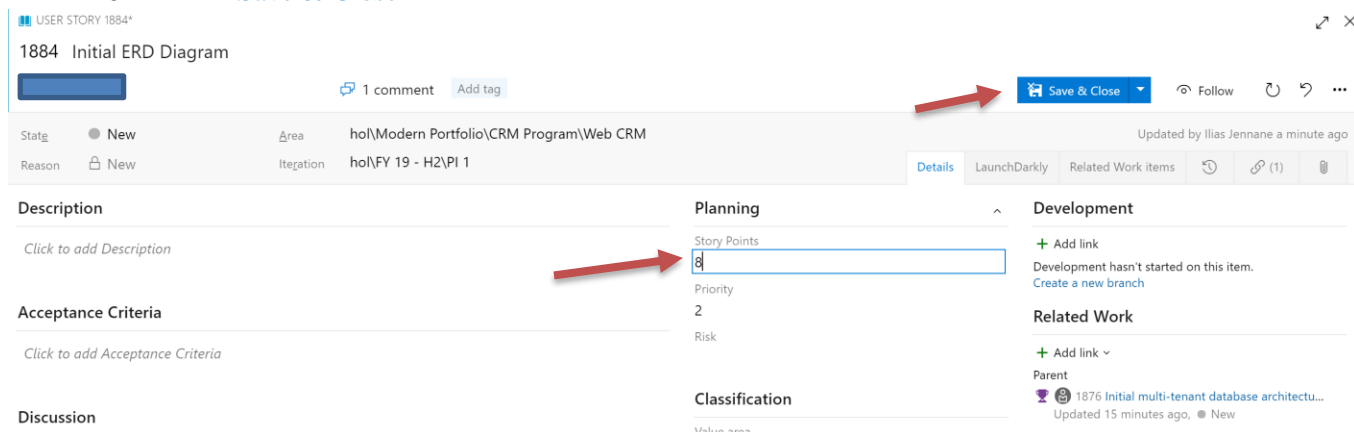 USER STORY 1884*
1884 Initial ERD Diagram
1 comment Add tag
Save & Close Follow
State New Area hol\Modern Portfolio\CRM Program\Web CRM
Updated by Ilias Jennane a minute ago
Reason New Iteration hol\FY 19 - H2\PI 1
Details LaunchDarkly Related Work items (1)
Description
Click to add Description
Acceptance Criteria
Click to add Acceptance Criteria
Discussion
Planning
Story Points
8
Priority
2
Risk
Classification
Value area
Development
+ Add link
Development hasn't started on this item.
Create a new branch
Related Work
+ Add link
Parent
1876 Initial multi-tenant database architectu...
Updated 15 minutes ago, New